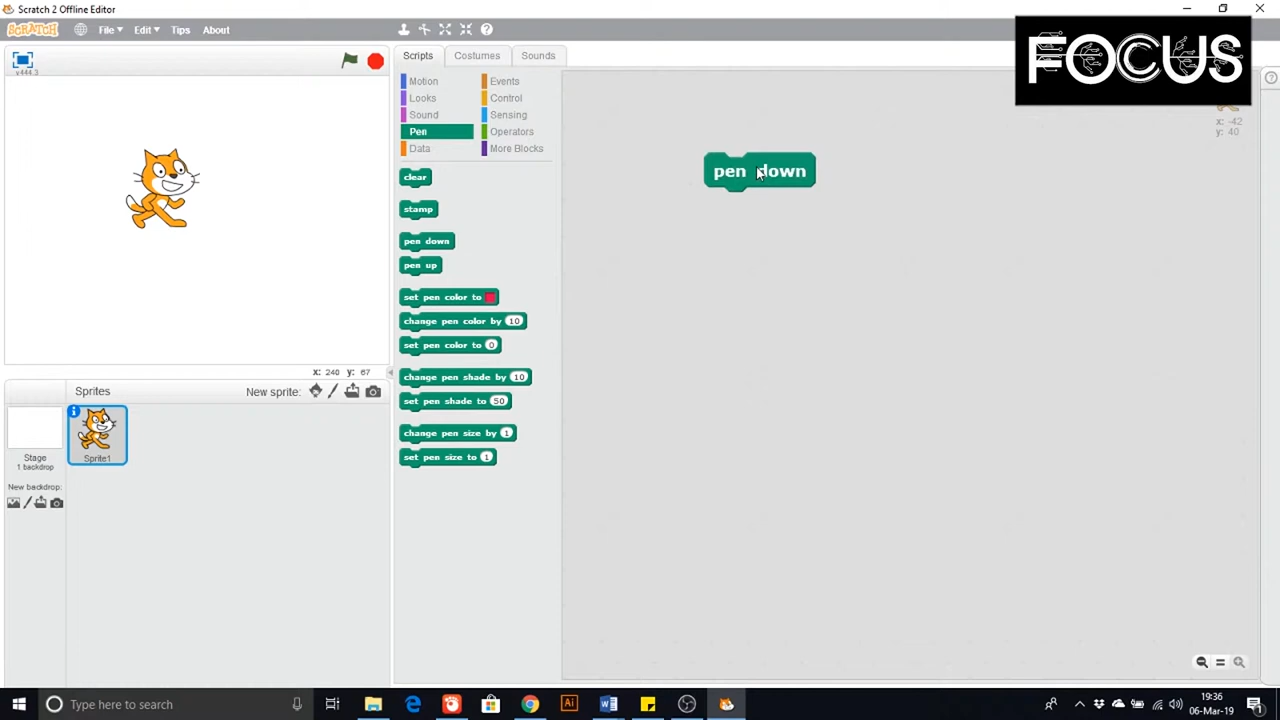 Scratch 2 Offline Editor
SCRATCH File Edit Tips About
v444.3
Scripts Costumes Sounds
FOCUS
Motion Events
Looks Control
Sound Sensing
Pen Operators
Data More Blocks
x: -42
y: 40
clear
stamp
pen down
pen up
set pen color to
change pen color by 10
set pen color to 0
change pen shade by 10
set pen shade to 50
change pen size by 1
set pen size to 1
pen down
x: 240 y: 67
Sprites New sprite:
Stage
1 backdrop
Sprite1
New backdrop:
Type here to search
19:36
06-Mar-19
1